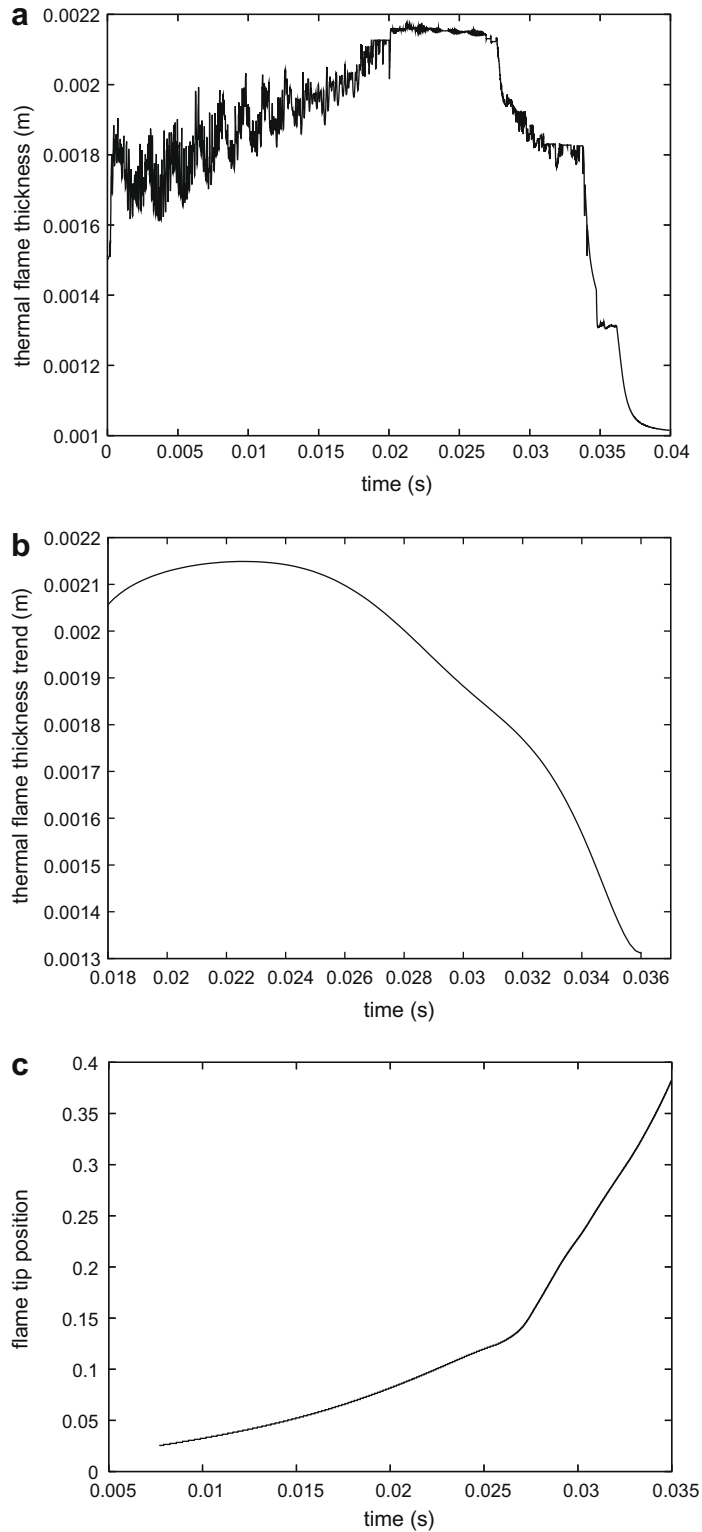 a
0.0022
0.002
0.0018
0.0016
0.0014
0.0012
0.001
thermal flame thickness (m)
0 0.005 0.01 0.015 0.02 0.025 0.03 0.035 0.04
time (s)
b
0.0022
0.0021
0.002
0.0019
0.0018
0.0017
0.0016
0.0015
0.0014
0.0013
thermal flame thickness trend (m)
0.018 0.02 0.022 0.024 0.026 0.028 0.03 0.032 0.034 0.036
time (s)
c
0.4
0.35
0.3
0.25
0.2
0.15
0.1
0.05
0
flame tip position
0.005 0.01 0.015 0.02 0.025 0.03 0.035
time (s)